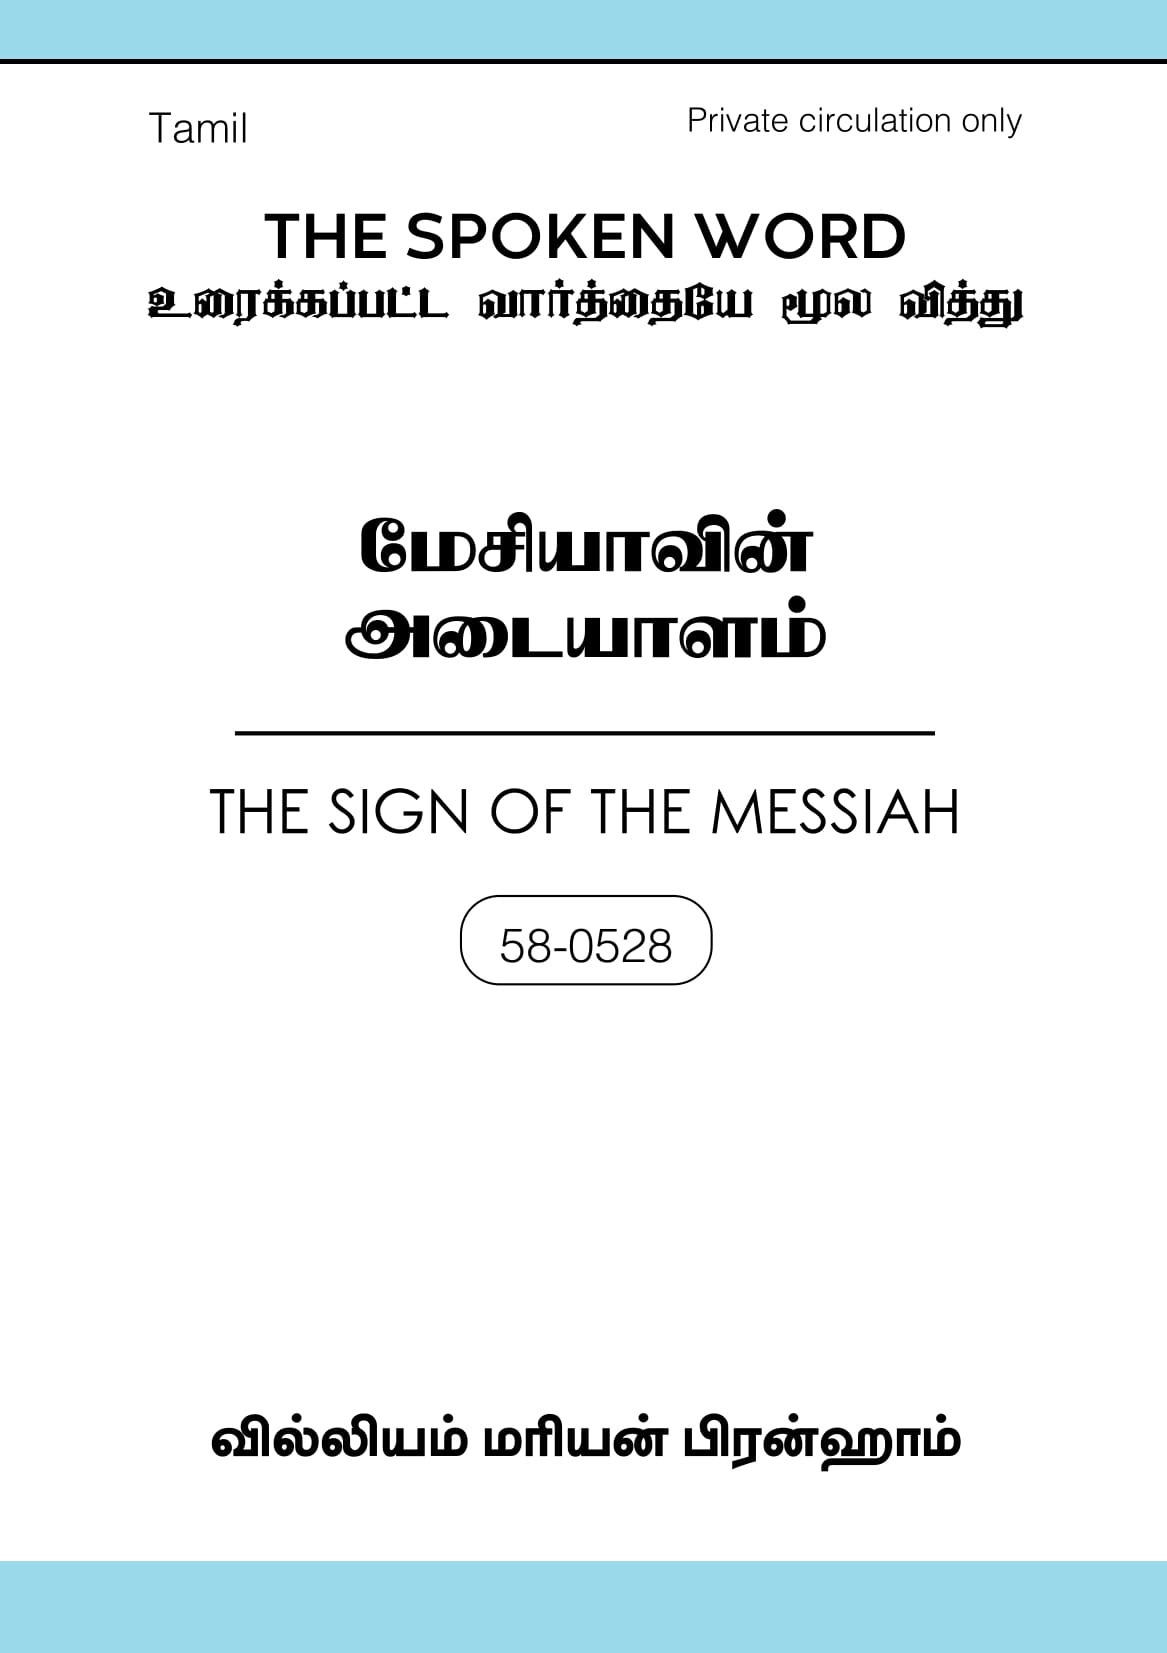 Tamil
Private circulation only
THE SPOKEN WORD
உரைக்கப்பட்ட வார்த்தையே மூல வித்து
மேசியாவின்
அடையாளம்
THE SIGN OF THE MESSIAH
58-0528
வில்லியம் மரியன் பிரன்ஹாம்